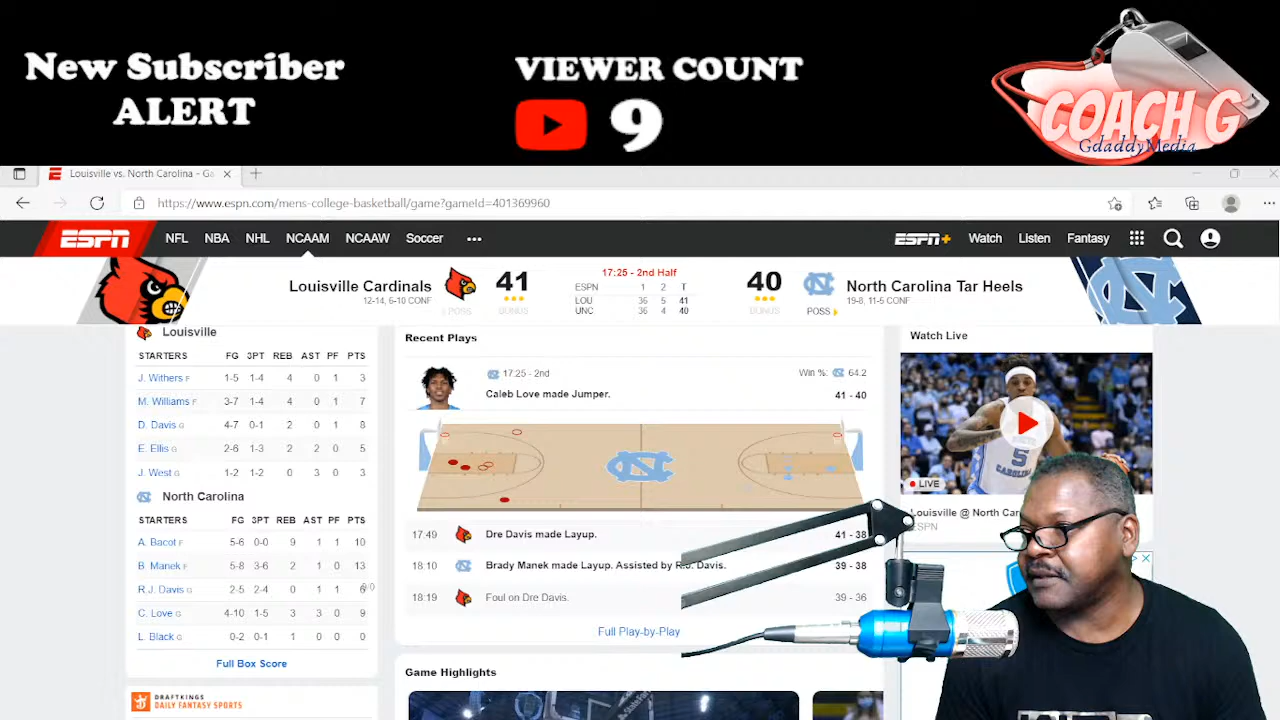 New Subscriber
ALERT
VIEWER COUNT
9
COACH G
GdaddyMedia
Louisville vs. North Carolina - Ga
https://www.espn.com/mens-college-basketball/game?gameId=401369960
ESPN NFL NBA NHL NCAAM NCAAW Soccer ••• ESPN+ Watch Listen Fantasy
Louisville Cardinals
12-14, 6-10 CONF
POSS
41
BONUS
17:25 - 2nd Half
ESPN 1 2 T
LOU 36 5 41
UNC 36 4 40
40
BONUS
POSS
North Carolina Tar Heels
19-8, 11-5 CONF
Louisville
STARTERS FG 3PT REB AST PF PTS
J. Withers F 1-5 1-4 4 0 1 3
M. Williams F 3-7 1-4 4 0 1 7
D. Davis G 4-7 0-1 2 0 1 8
E. Ellis G 2-6 1-3 2 2 0 5
J. West G 1-2 1-2 0 3 0 3
North Carolina
STARTERS FG 3PT REB AST PF PTS
A. Bacot F 5-6 0-0 9 1 1 10
B. Manek F 5-8 3-6 2 1 0 13
R.J. Davis G 2-5 2-4 0 1 1 6
0/0
C. Love G 4-10 1-5 3 3 0 9
L. Black G 0-2 0-1 1 0 0 0
Full Box Score
DRAFTKINGS
DAILY FANTASY SPORTS
Recent Plays
17:25 - 2nd
Win %: 64.2
Caleb Love made Jumper.
41 - 40
17:49 Dre Davis made Layup. 41 - 38
18:10 Brady Manek made Layup. Assisted by R.J. Davis. 39 - 38
18:19 Foul on Dre Davis. 39 - 36
Full Play-by-Play
Game Highlights
Watch Live
CAROLINA
5
LIVE
Louisville @ North Car
ESPN